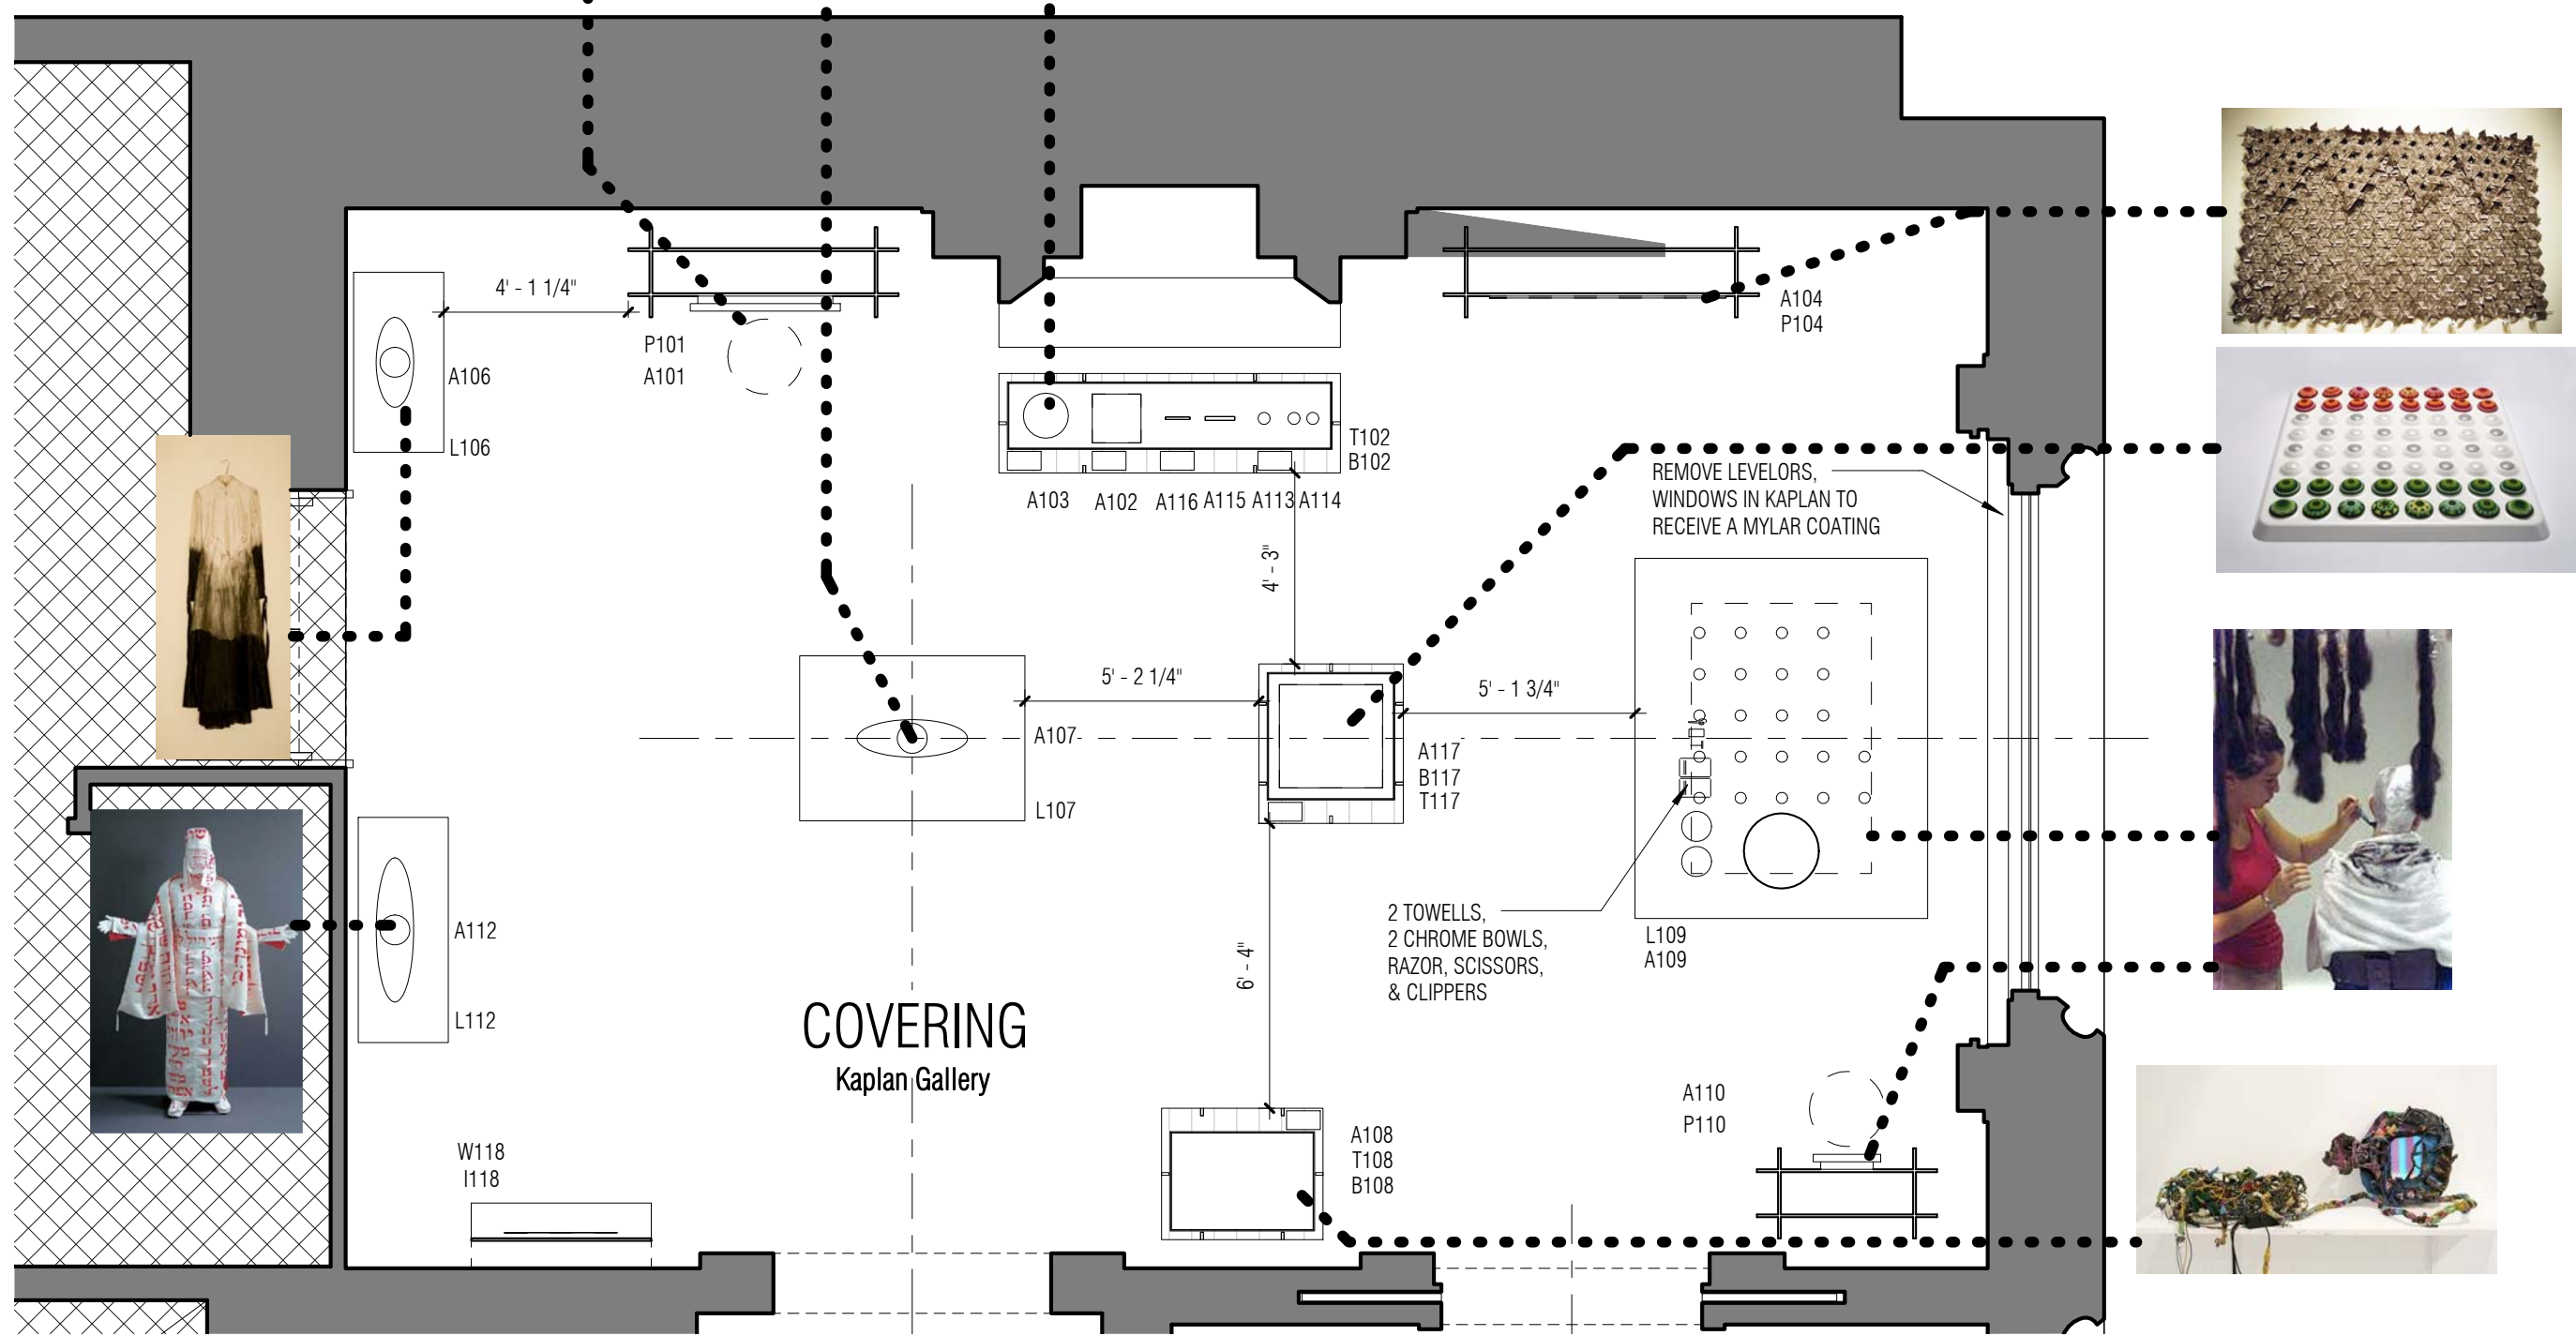 4' - 1 1/4"
P101
A101
A104
P104
A106
L106
T102
B102
A103
A102
A116
A115
A113
A114
REMOVE LEVELORS,
WINDOWS IN KAPLAN TO
RECEIVE A MYLAR COATING
4' - 3"
5' - 2 1/4"
5' - 1 3/4"
A107
L107
A117
B117
T117
2 TOWELLS,
2 CHROME BOWLS,
RAZOR, SCISSORS,
& CLIPPERS
L109
A109
A112
L112
6' - 4"
COVERING
Kaplan Gallery
A110
P110
W118
I118
A108
T108
B108